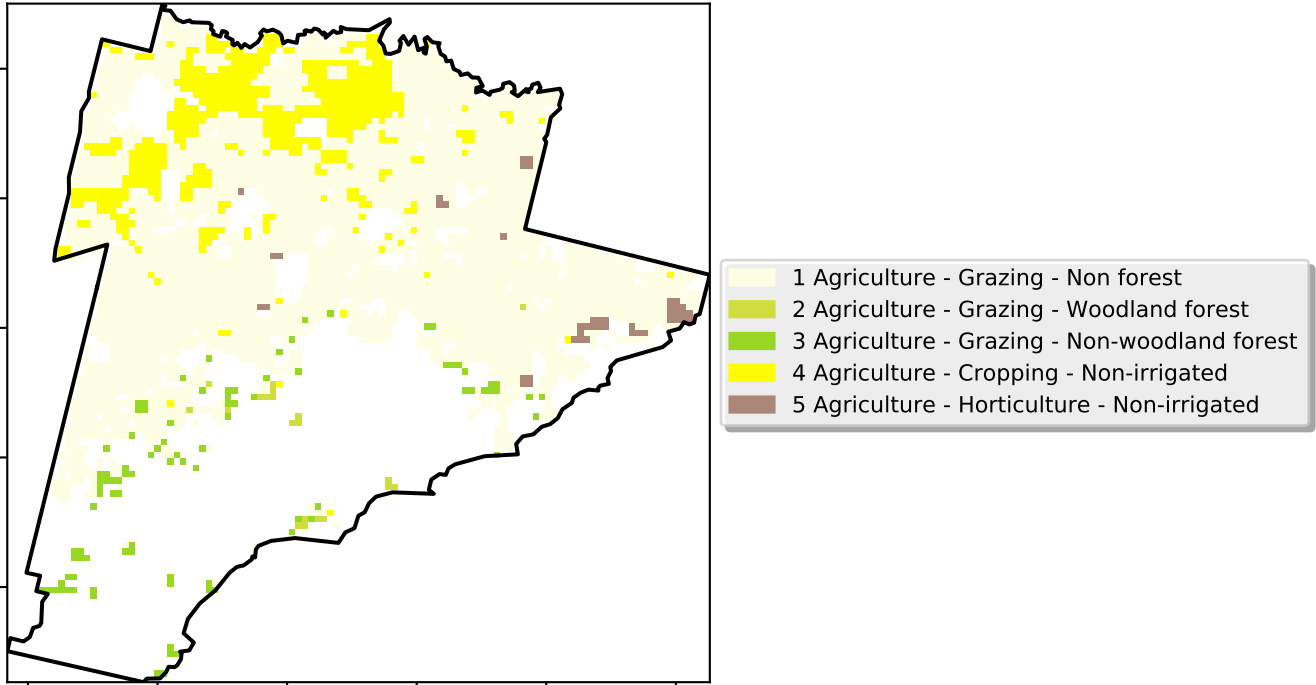 1 Agriculture - Grazing - Non forest
2 Agriculture - Grazing - Woodland forest
3 Agriculture - Grazing - Non-woodland forest
4 Agriculture - Cropping - Non-irrigated
5 Agriculture - Horticulture - Non-irrigated